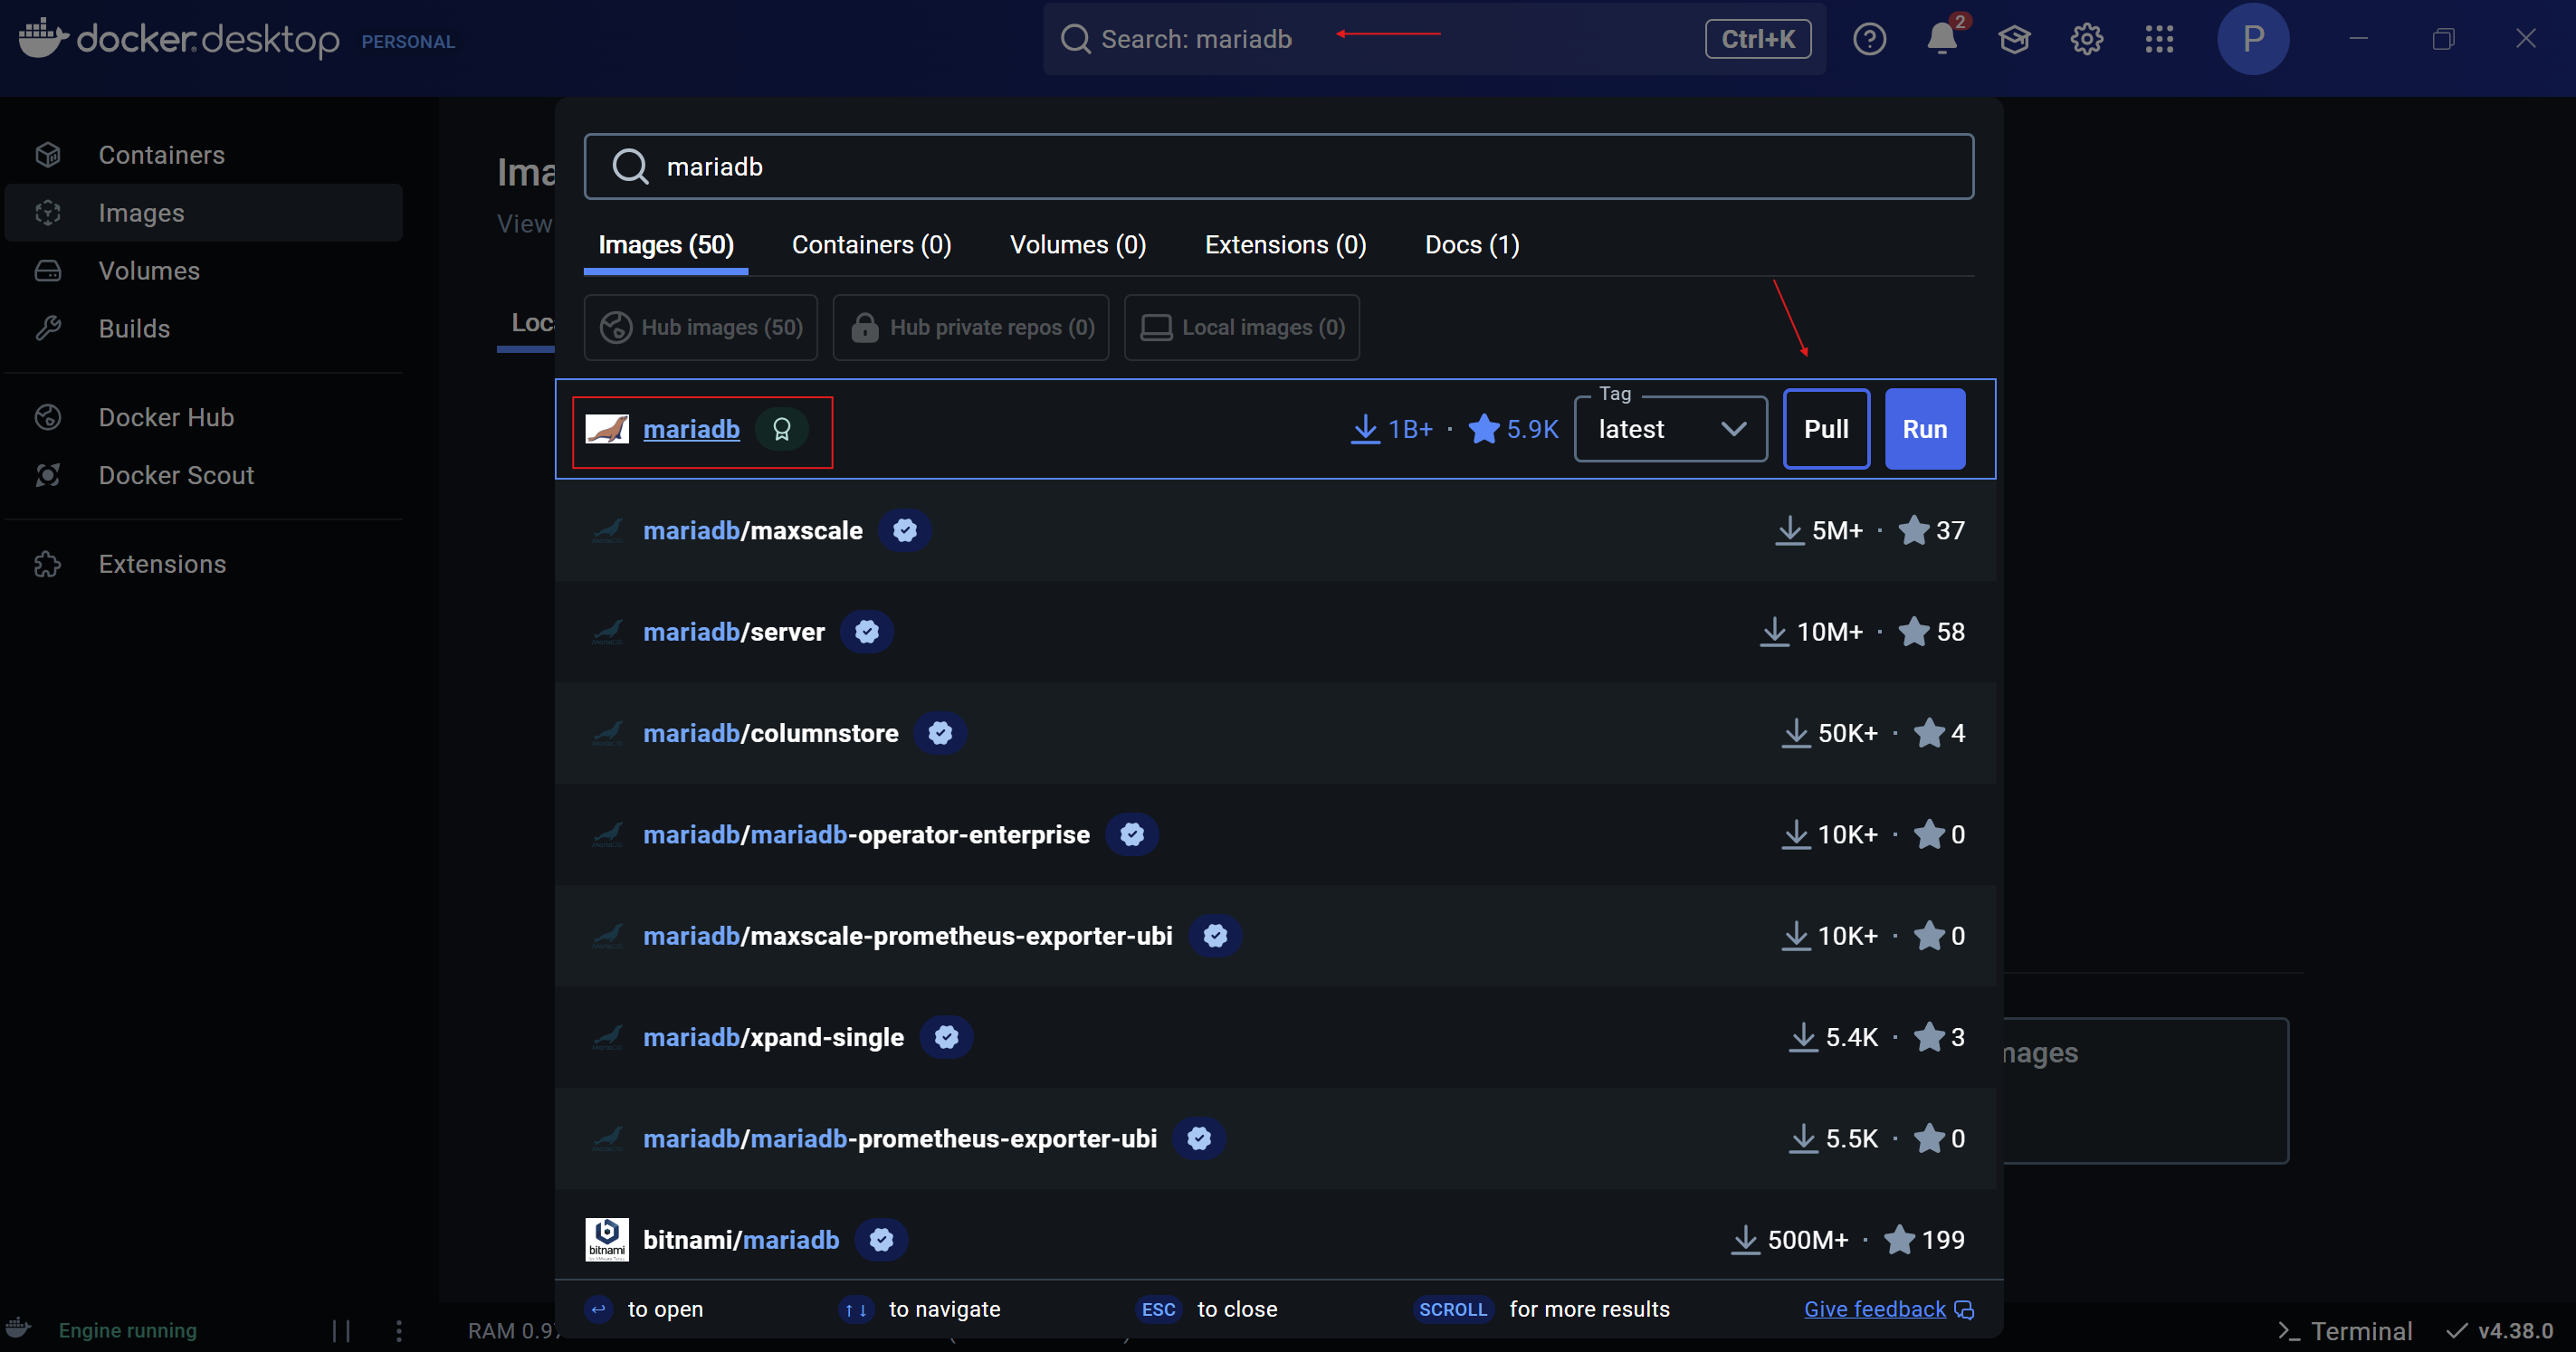 docker.desktop PERSONAL
Search: mariadb
Ctrl+K
2
P
Containers
Images
Volumes
Builds
Docker Hub
Docker Scout
Extensions
Ima
View
Loc
mariadb
Images (50)
Containers (0)
Volumes (0)
Extensions (0)
Docs (1)
Hub images (50)
Hub private repos (0)
Local images (0)
mariadb
1B+ · 5.9K
Tag
latest
Pull
Run
mariadb/maxscale
5M+ · 37
mariadb/server
10M+ · 58
mariadb/columnstore
50K+ · 4
mariadb/mariadb-operator-enterprise
10K+ · 0
mariadb/maxscale-prometheus-exporter-ubi
10K+ · 0
mariadb/xpand-single
5.4K · 3
mariadb/mariadb-prometheus-exporter-ubi
5.5K · 0
bitnami
bitnami/mariadb
500M+ · 199
mages
to open
↑↓ to navigate
ESC to close
SCROLL for more results
Give feedback
Engine running
RAM 0.9
Terminal
v4.38.0